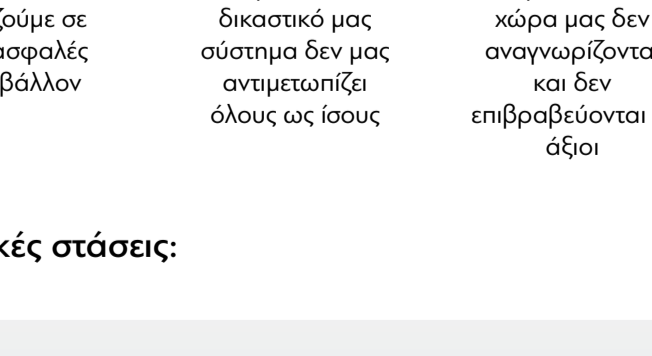 ζούμε σε
ασφαλές
βάλλον
δικαστικό μας
σύστημα δεν μας
αντιμετωπίζει
όλους ως ίσους
χώρα μας δεν
αναγνωρίζοντα
και δεν
επιβραβεύονται
άξιοι
κές στάσεις: